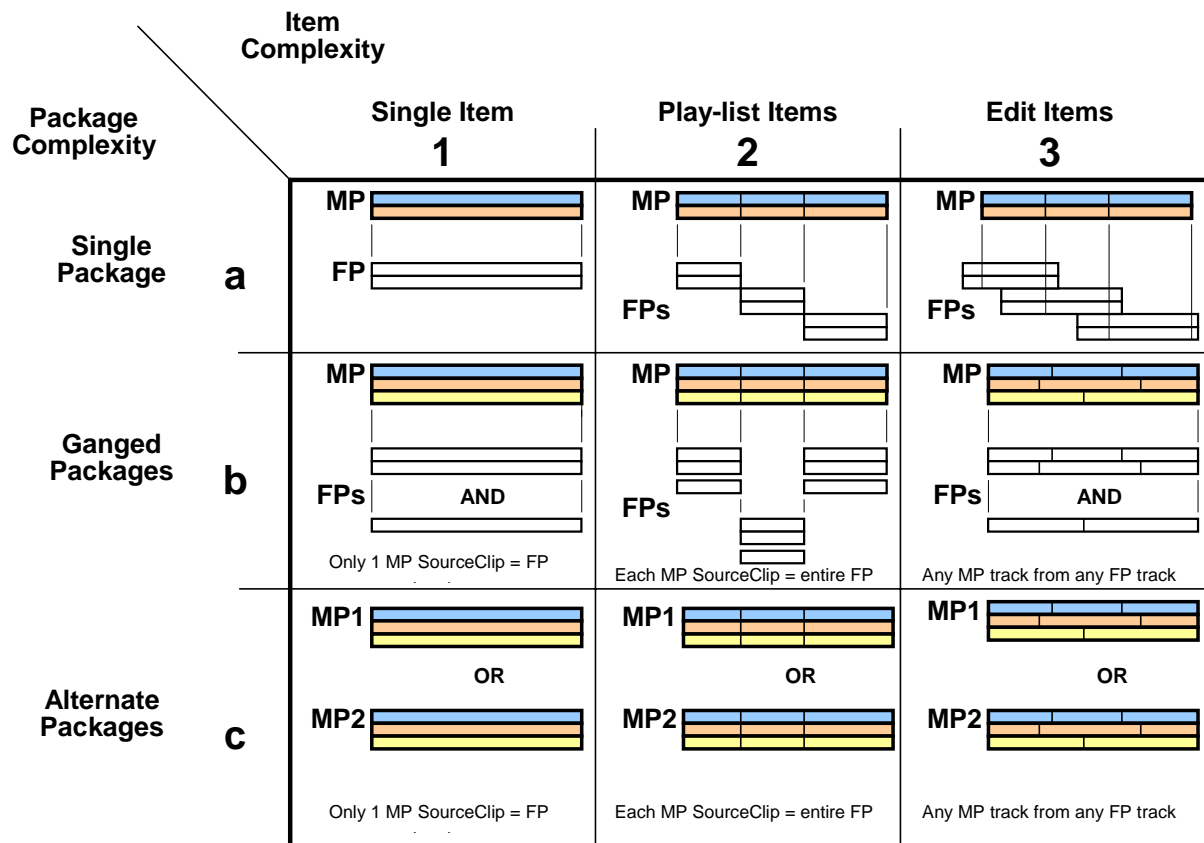 Item
Complexity
Package
Complexity
Single Item
Play-list Items
Edit Items
1
2
3
Single
Package
a
MP
FP
MP
FPs
MP
FPs
Ganged
Packages
b
MP
FPs
AND
Only 1 MP SourceClip = FP
MP
FPs
Each MP SourceClip = entire FP
MP
FPs
AND
Any MP track from any FP track
Alternate
Packages
c
MP1
OR
MP2
Only 1 MP SourceClip = FP
MP1
OR
MP2
Each MP SourceClip = entire FP
MP1
OR
MP2
Any MP track from any FP track